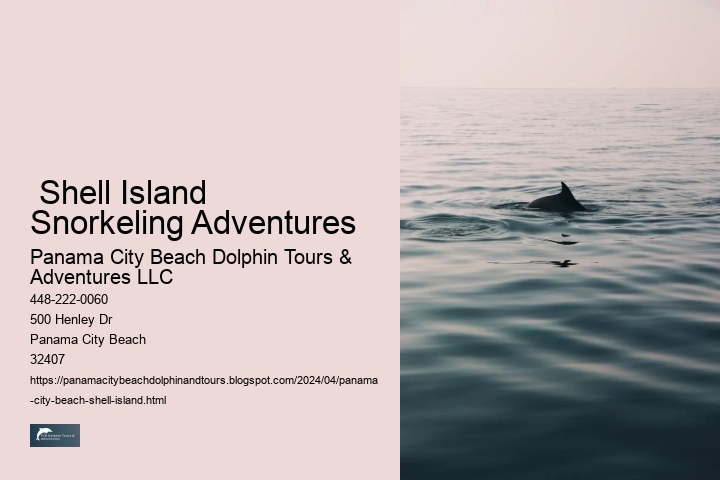 Shell Island
Snorkeling Adventures
Panama City Beach Dolphin Tours &
Adventures LLC
448-222-0060
500 Henley Dr
Panama City Beach
32407
https://panamacitybeachdolphinandtours.blogspot.com/2024/04/panama
-city-beach-shell-island.html